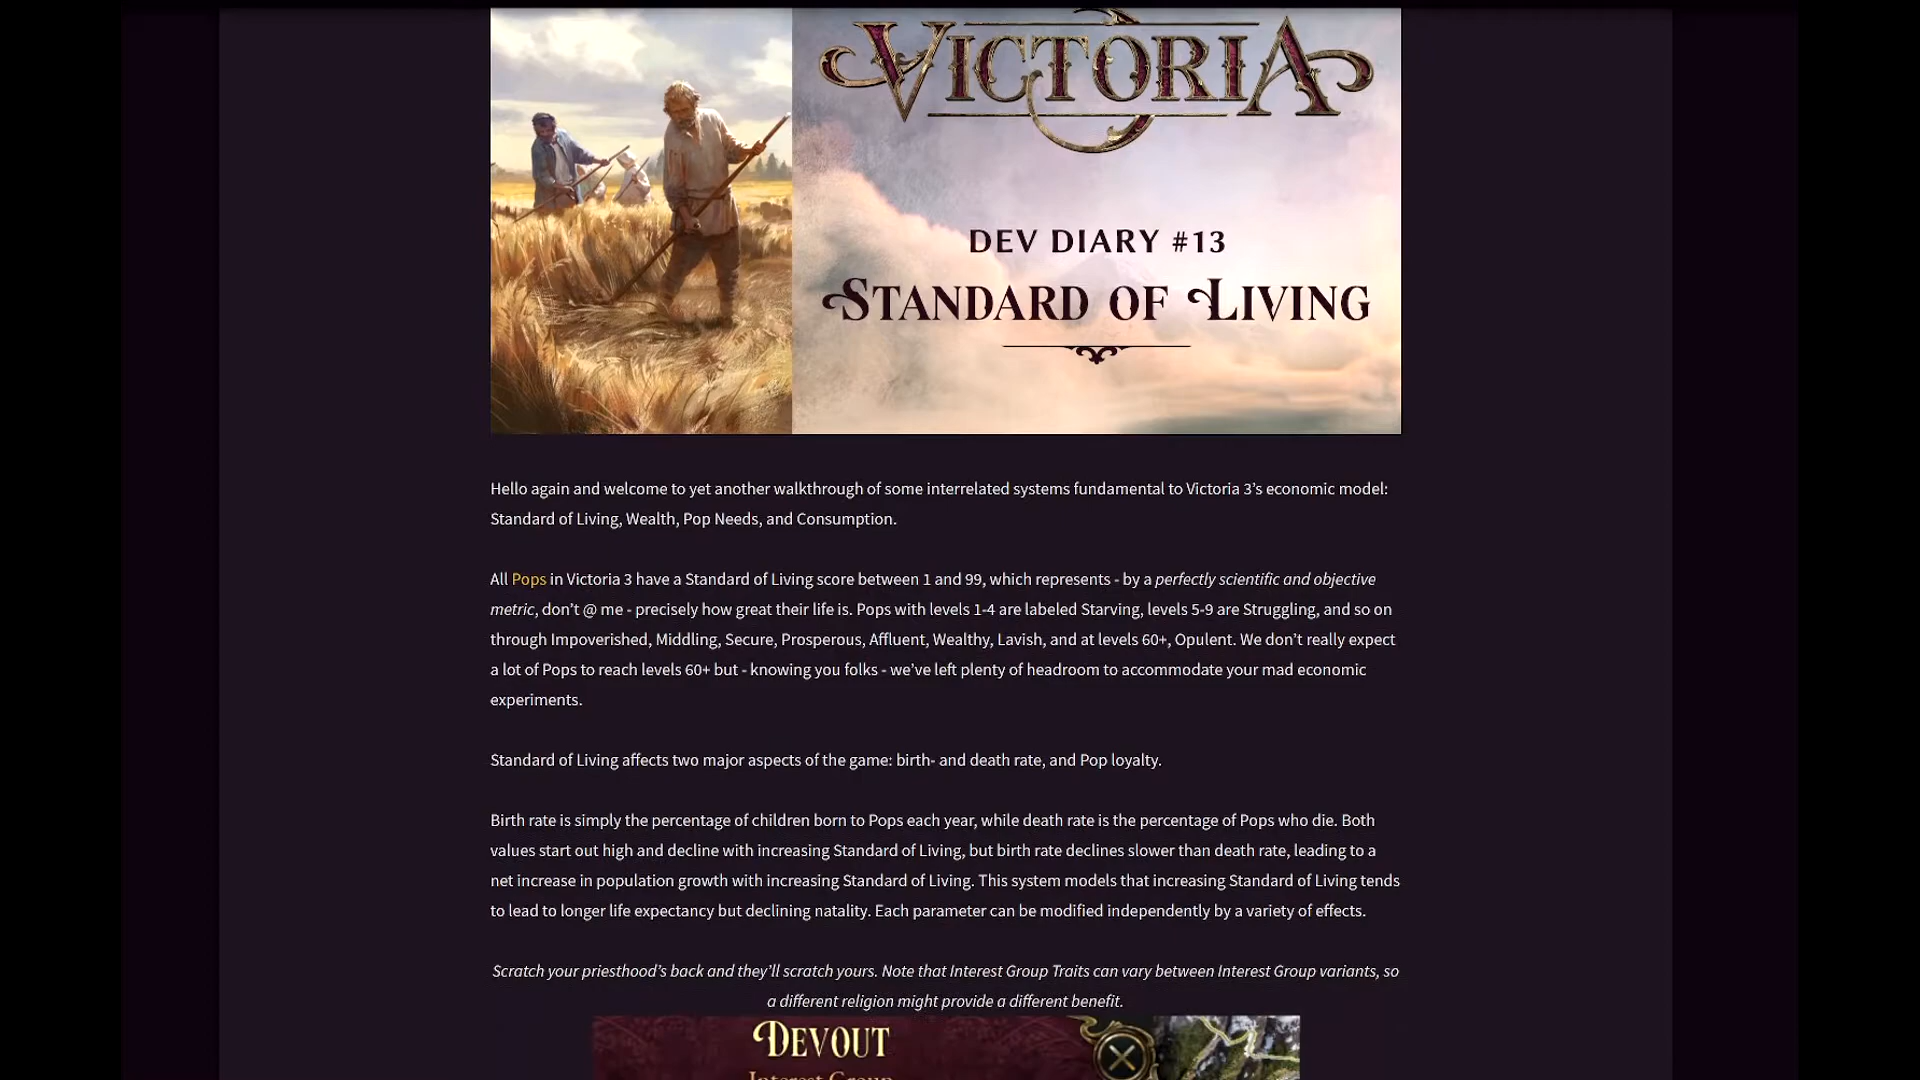 VICTORIA
DEV DIARY #13
STANDARD OF LIVING
Hello again and welcome to yet another walkthrough of some interrelated systems fundamental to Victoria 3’s economic model:
Standard of Living, Wealth, Pop Needs, and Consumption.
All Pops in Victoria 3 have a Standard of Living score between 1 and 99, which represents - by a perfectly scientific and objective
metric, don’t @ me - precisely how great their life is. Pops with levels 1-4 are labeled Starving, levels 5-9 are Struggling, and so on
through Impoverished, Middling, Secure, Prosperous, Affluent, Wealthy, Lavish, and at levels 60+, Opulent. We don’t really expect
a lot of Pops to reach levels 60+ but - knowing you folks - we’ve left plenty of headroom to accommodate your mad economic
experiments.
Standard of Living affects two major aspects of the game: birth- and death rate, and Pop loyalty.
Birth rate is simply the percentage of children born to Pops each year, while death rate is the percentage of Pops who die. Both
values start out high and decline with increasing Standard of Living, but birth rate declines slower than death rate, leading to a
net increase in population growth with increasing Standard of Living. This system models that increasing Standard of Living tends
to lead to longer life expectancy but declining natality. Each parameter can be modified independently by a variety of effects.
Scratch your priesthood’s back and they’ll scratch yours. Note that Interest Group Traits can vary between Interest Group variants, so
a different religion might provide a different benefit.
DEVOUT
Interest Group